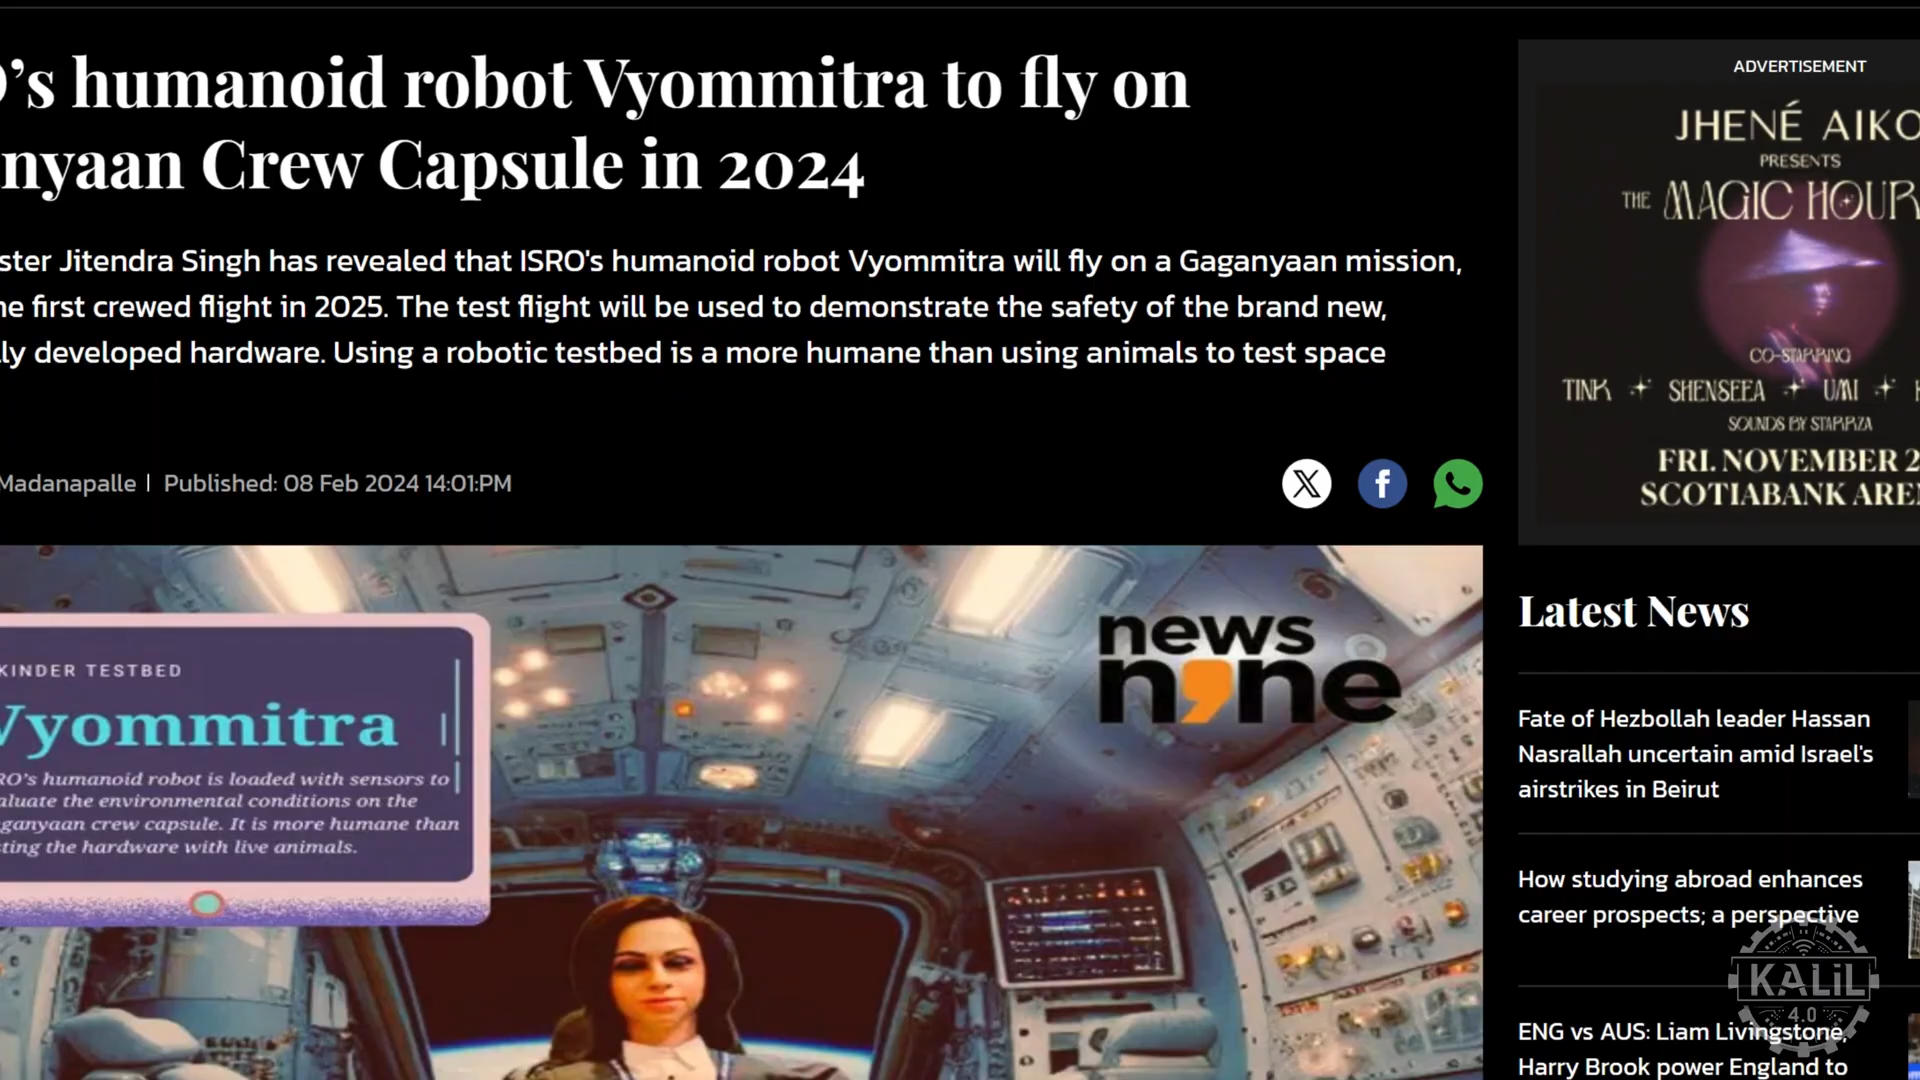 ’s humanoid robot Vyommitra to fly on
nyaan Crew Capsule in 2024
ster Jitendra Singh has revealed that ISRO's humanoid robot Vyommitra will fly on a Gaganyaan mission,
he first crewed flight in 2025. The test flight will be used to demonstrate the safety of the brand new,
lly developed hardware. Using a robotic testbed is a more humane than using animals to test space
Madanapalle | Published: 08 Feb 2024 14:01:PM
KINDER TESTBED
Vyommitra
RO's humanoid robot is loaded with sensors to
aluate the environmental conditions on the
ganyaan crew capsule. It is more humane than
ting the hardware with live animals.
news
n9ne
ADVERTISEMENT
JHENÉ AIKO
PRESENTS
THE MAGIC HOUR
CO-STARRING
TINK SHENSEEA UMI
SOUNDS BY STARRZA
FRI. NOVEMBER 2
SCOTIABANK AREN
Latest News
Fate of Hezbollah leader Hassan
Nasrallah uncertain amid Israel's
airstrikes in Beirut
How studying abroad enhances
career prospects; a perspective
ENG vs AUS: Liam Livingstone,
Harry Brook power England to
KALiL
4.0